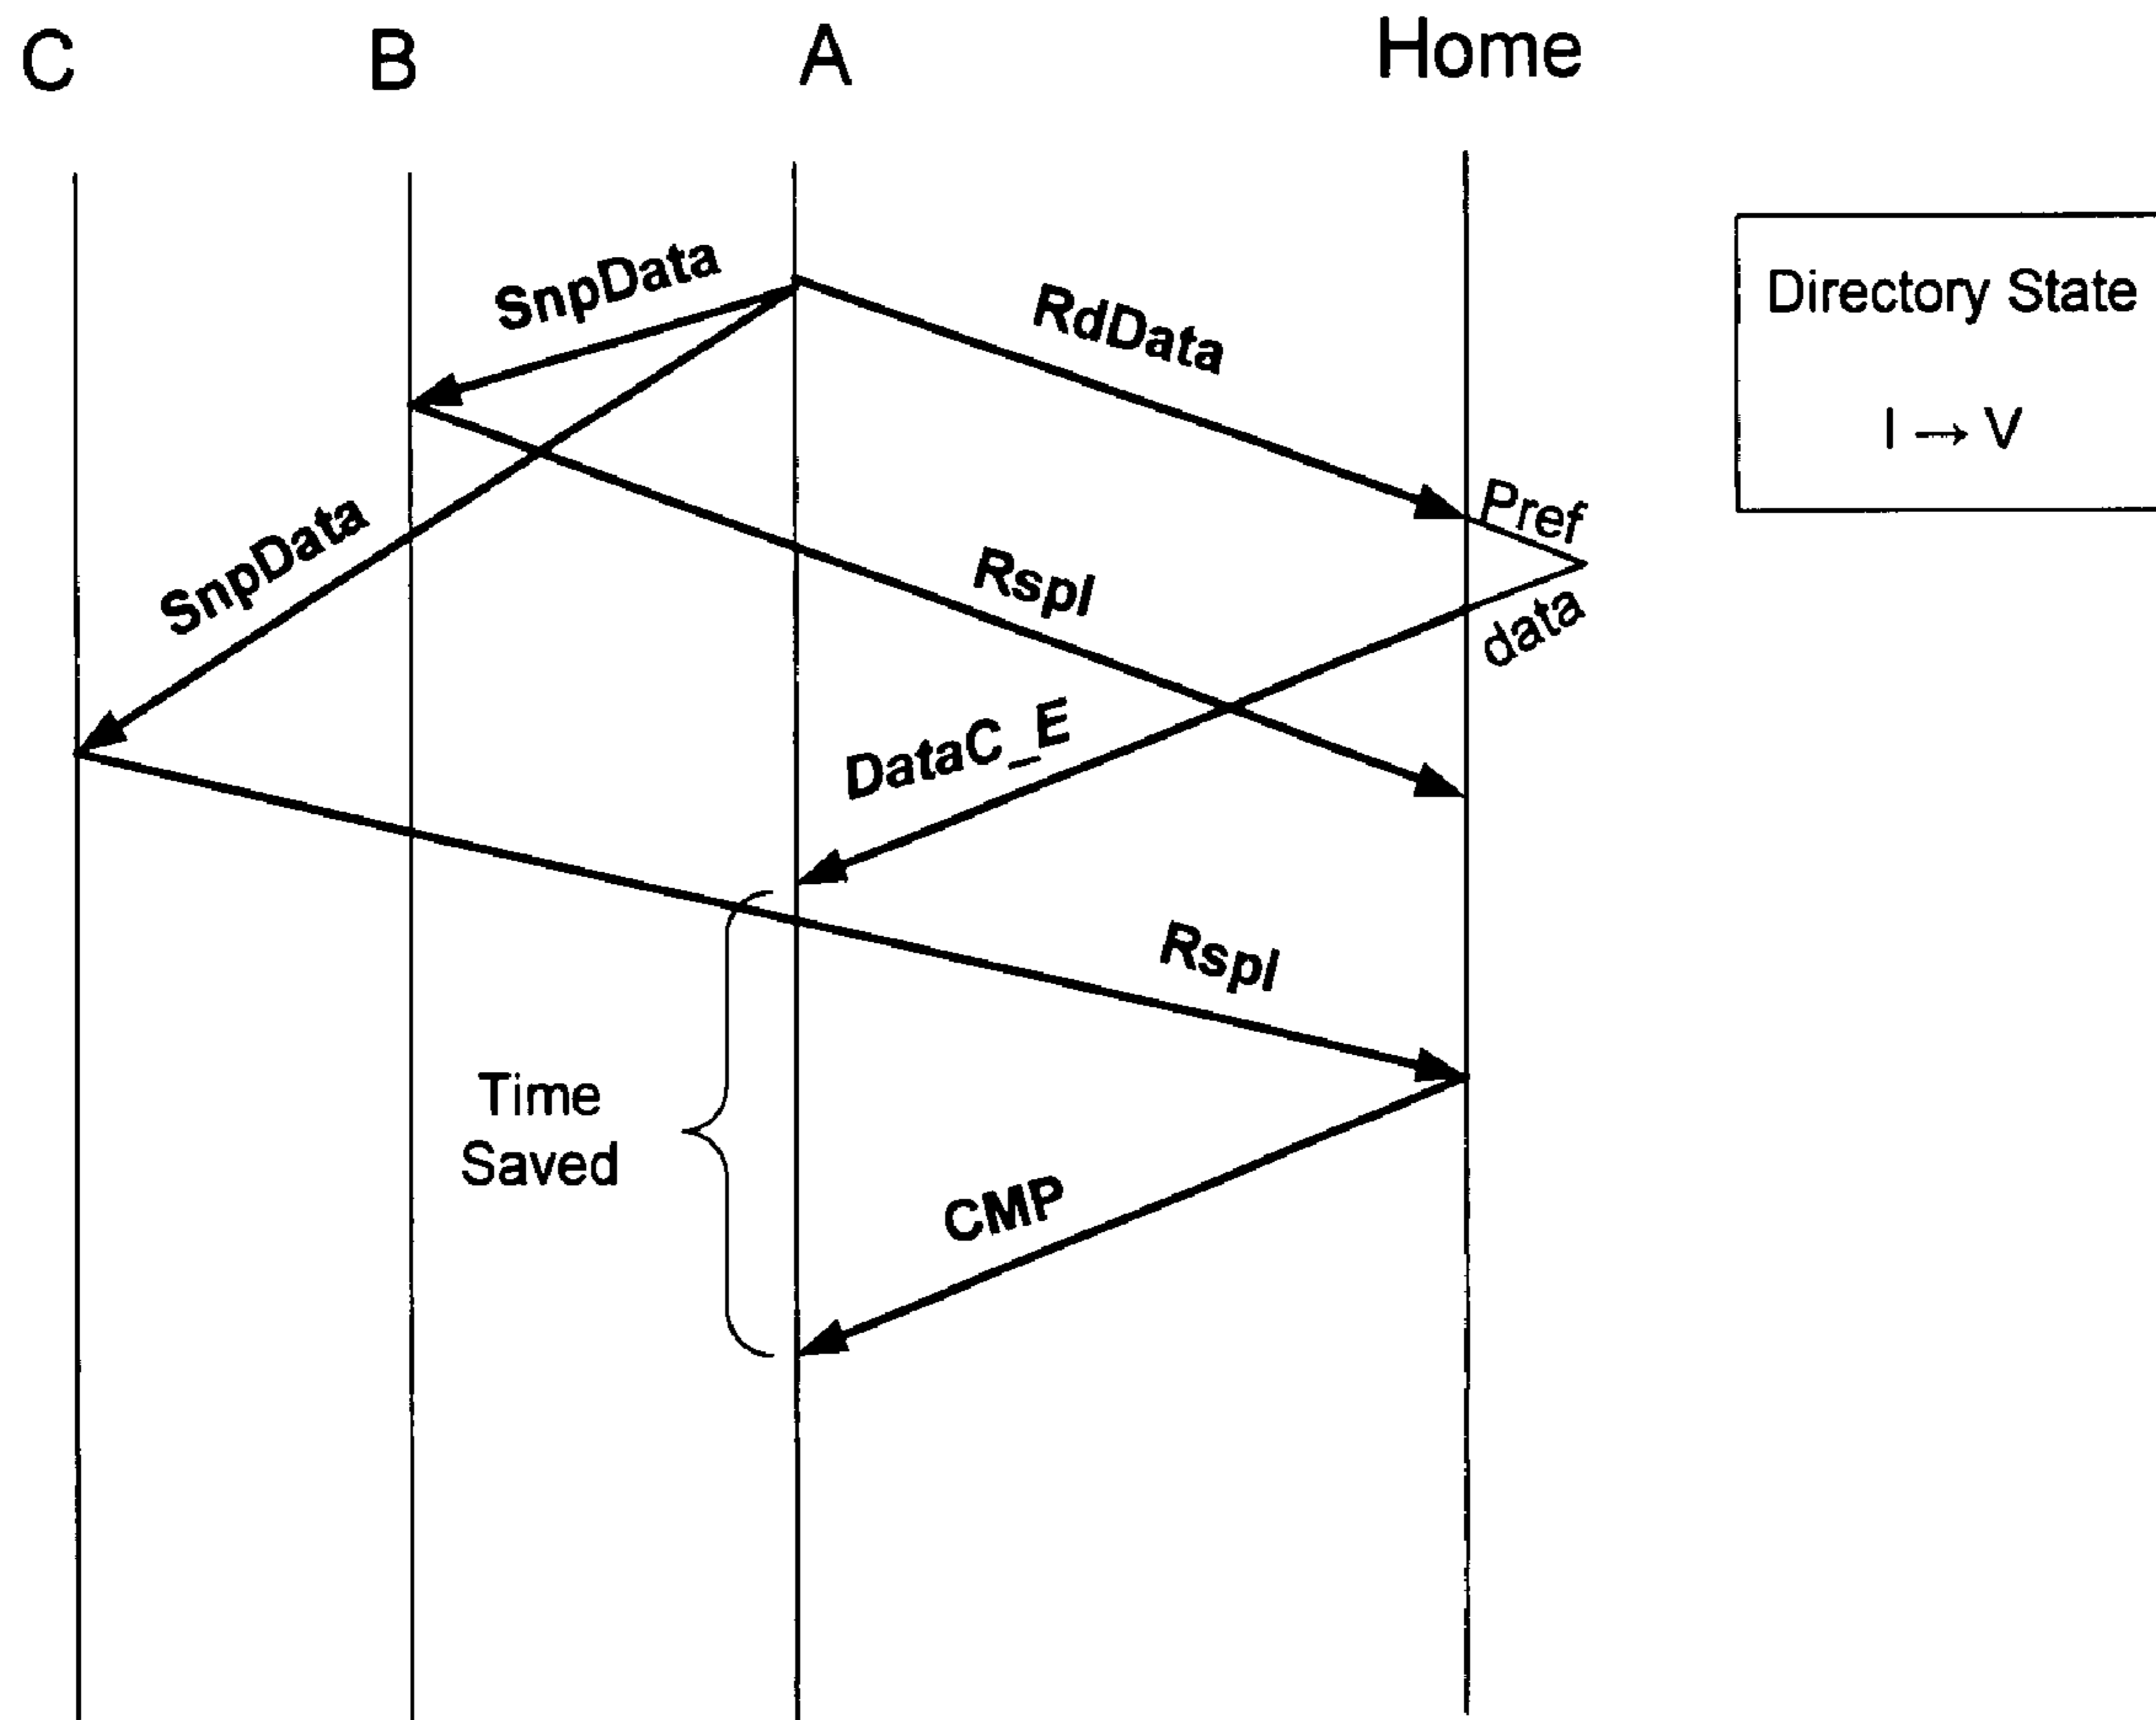 C B A Home
SnpData
RdData
Directory State
I → V
Pref
SnpData
RspI
data
DataC_E
RspI
Time
Saved
CMP